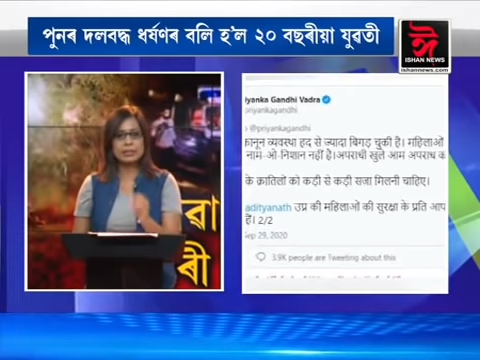 পুনৰ দলবদ্ধ ধৰ্ষণৰ বলি হ'ল ২০ বছৰীয়া যুৱতী
ঈ
ISHAN NEWS
ishannews.com
iyanka Gandhi Vadra
priyankagandhi
@priyankagandhi
कानून व्यवस्था हद से ज्यादा बिगड़ चुकी है। महिलाओं
नाम-ओ-निशान नहीं है।अपराधी खुले आम अपराध क
के क़ातिलों को कड़ी से कड़ी सजा मिलनी चाहिए।
adityanath उप्र की महिलाओं की सुरक्षा के प्रति आप
हैं। 2/2
Sep 29, 2020
3.9K people are Tweeting about this
ৱা
ৰী